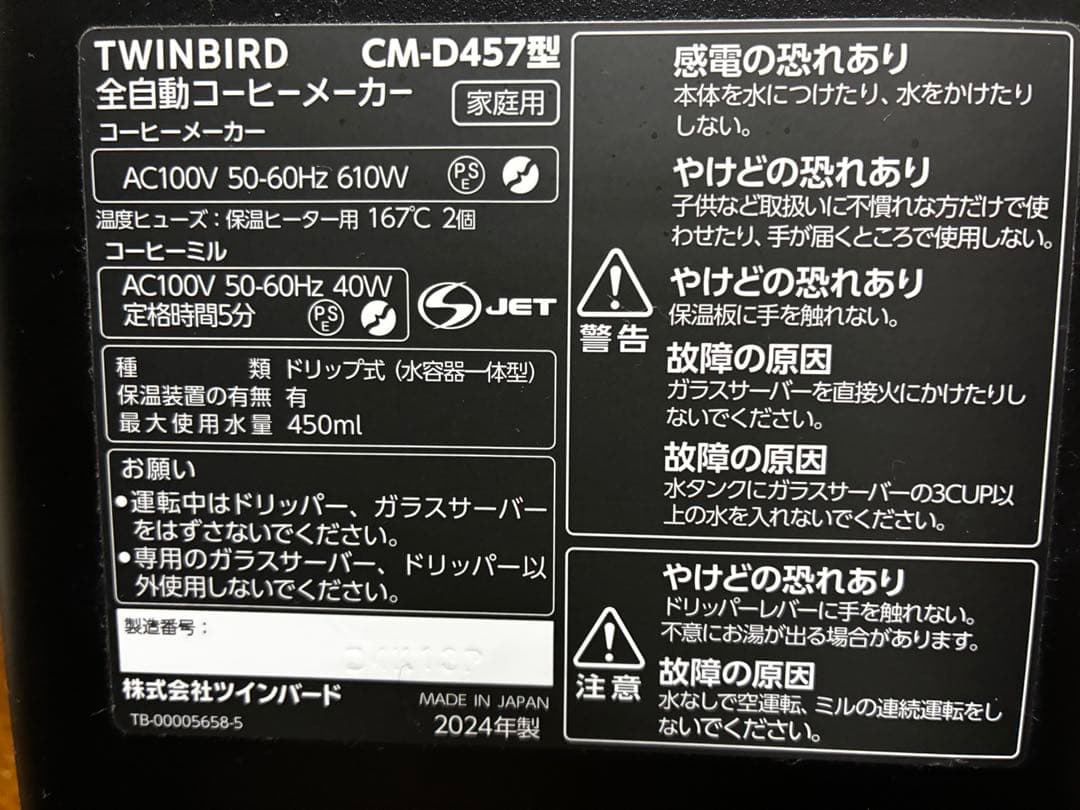 TWINBIRD CM-D457型
全自動コーヒーメーカー 家庭用
コーヒーメーカー
AC100V 50-60Hz 610W PSE
温度ヒューズ:保温ヒーター用 167℃ 2個
コーヒーミル
AC100V 50-60Hz 40W
定格時間5分 PSE
JET
種類 ドリップ式(水容器一体型)
保温装置の有無 有
最大使用水量 450ml
お願い
●運転中はドリッパー、ガラスサーバー
をはずさないでください。
●専用のガラスサーバー、ドリッパー以
外使用しないでください。
製造番号:
株式会社ツインバード
MADE IN JAPAN
TB-00005658-5
2024年製
警告
感電の恐れあり
本体を水につけたり、水をかけたり
しない。
やけどの恐れあり
子供など取扱いに不慣れな方だけで使
わせたり、手が届くところで使用しない。
やけどの恐れあり
保温板に手を触れない。
故障の原因
ガラスサーバーを直接火にかけたりし
ないでください。
故障の原因
水タンクにガラスサーバーの3CUP以
上の水を入れないでください。
注意
やけどの恐れあり
ドリッパーレバーに手を触れない。
不意にお湯が出る場合があります。
故障の原因
水なしで空運転、ミルの連続運転をし
ないでください。